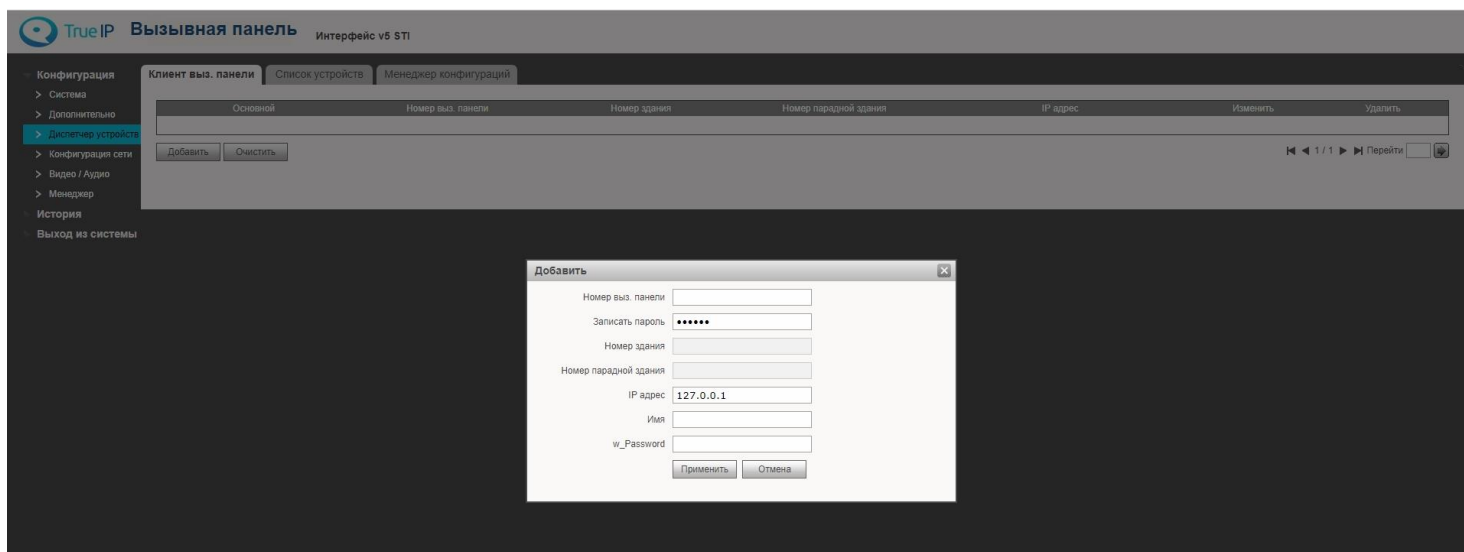 True IP Вызывная панель Интерфейс v5 STI
Конфигурация
Система
Дополнительно
Диспетчер устройств
Конфигурация сети
Видео / Аудио
Менеджер
История
Выход из системы
Клиент выз. панели Список устройств Менеджер конфигураций
Основной Номер выз. панели Номер здания Номер парадной здания IP адрес Изменить Удалить
Добавить Очистить 1 / 1 Перейти
Добавить
Номер выз. панели
Записать пароль ••••••
Номер здания
Номер парадной здания
IP адрес 127.0.0.1
Имя
w_Password
Применить Отмена